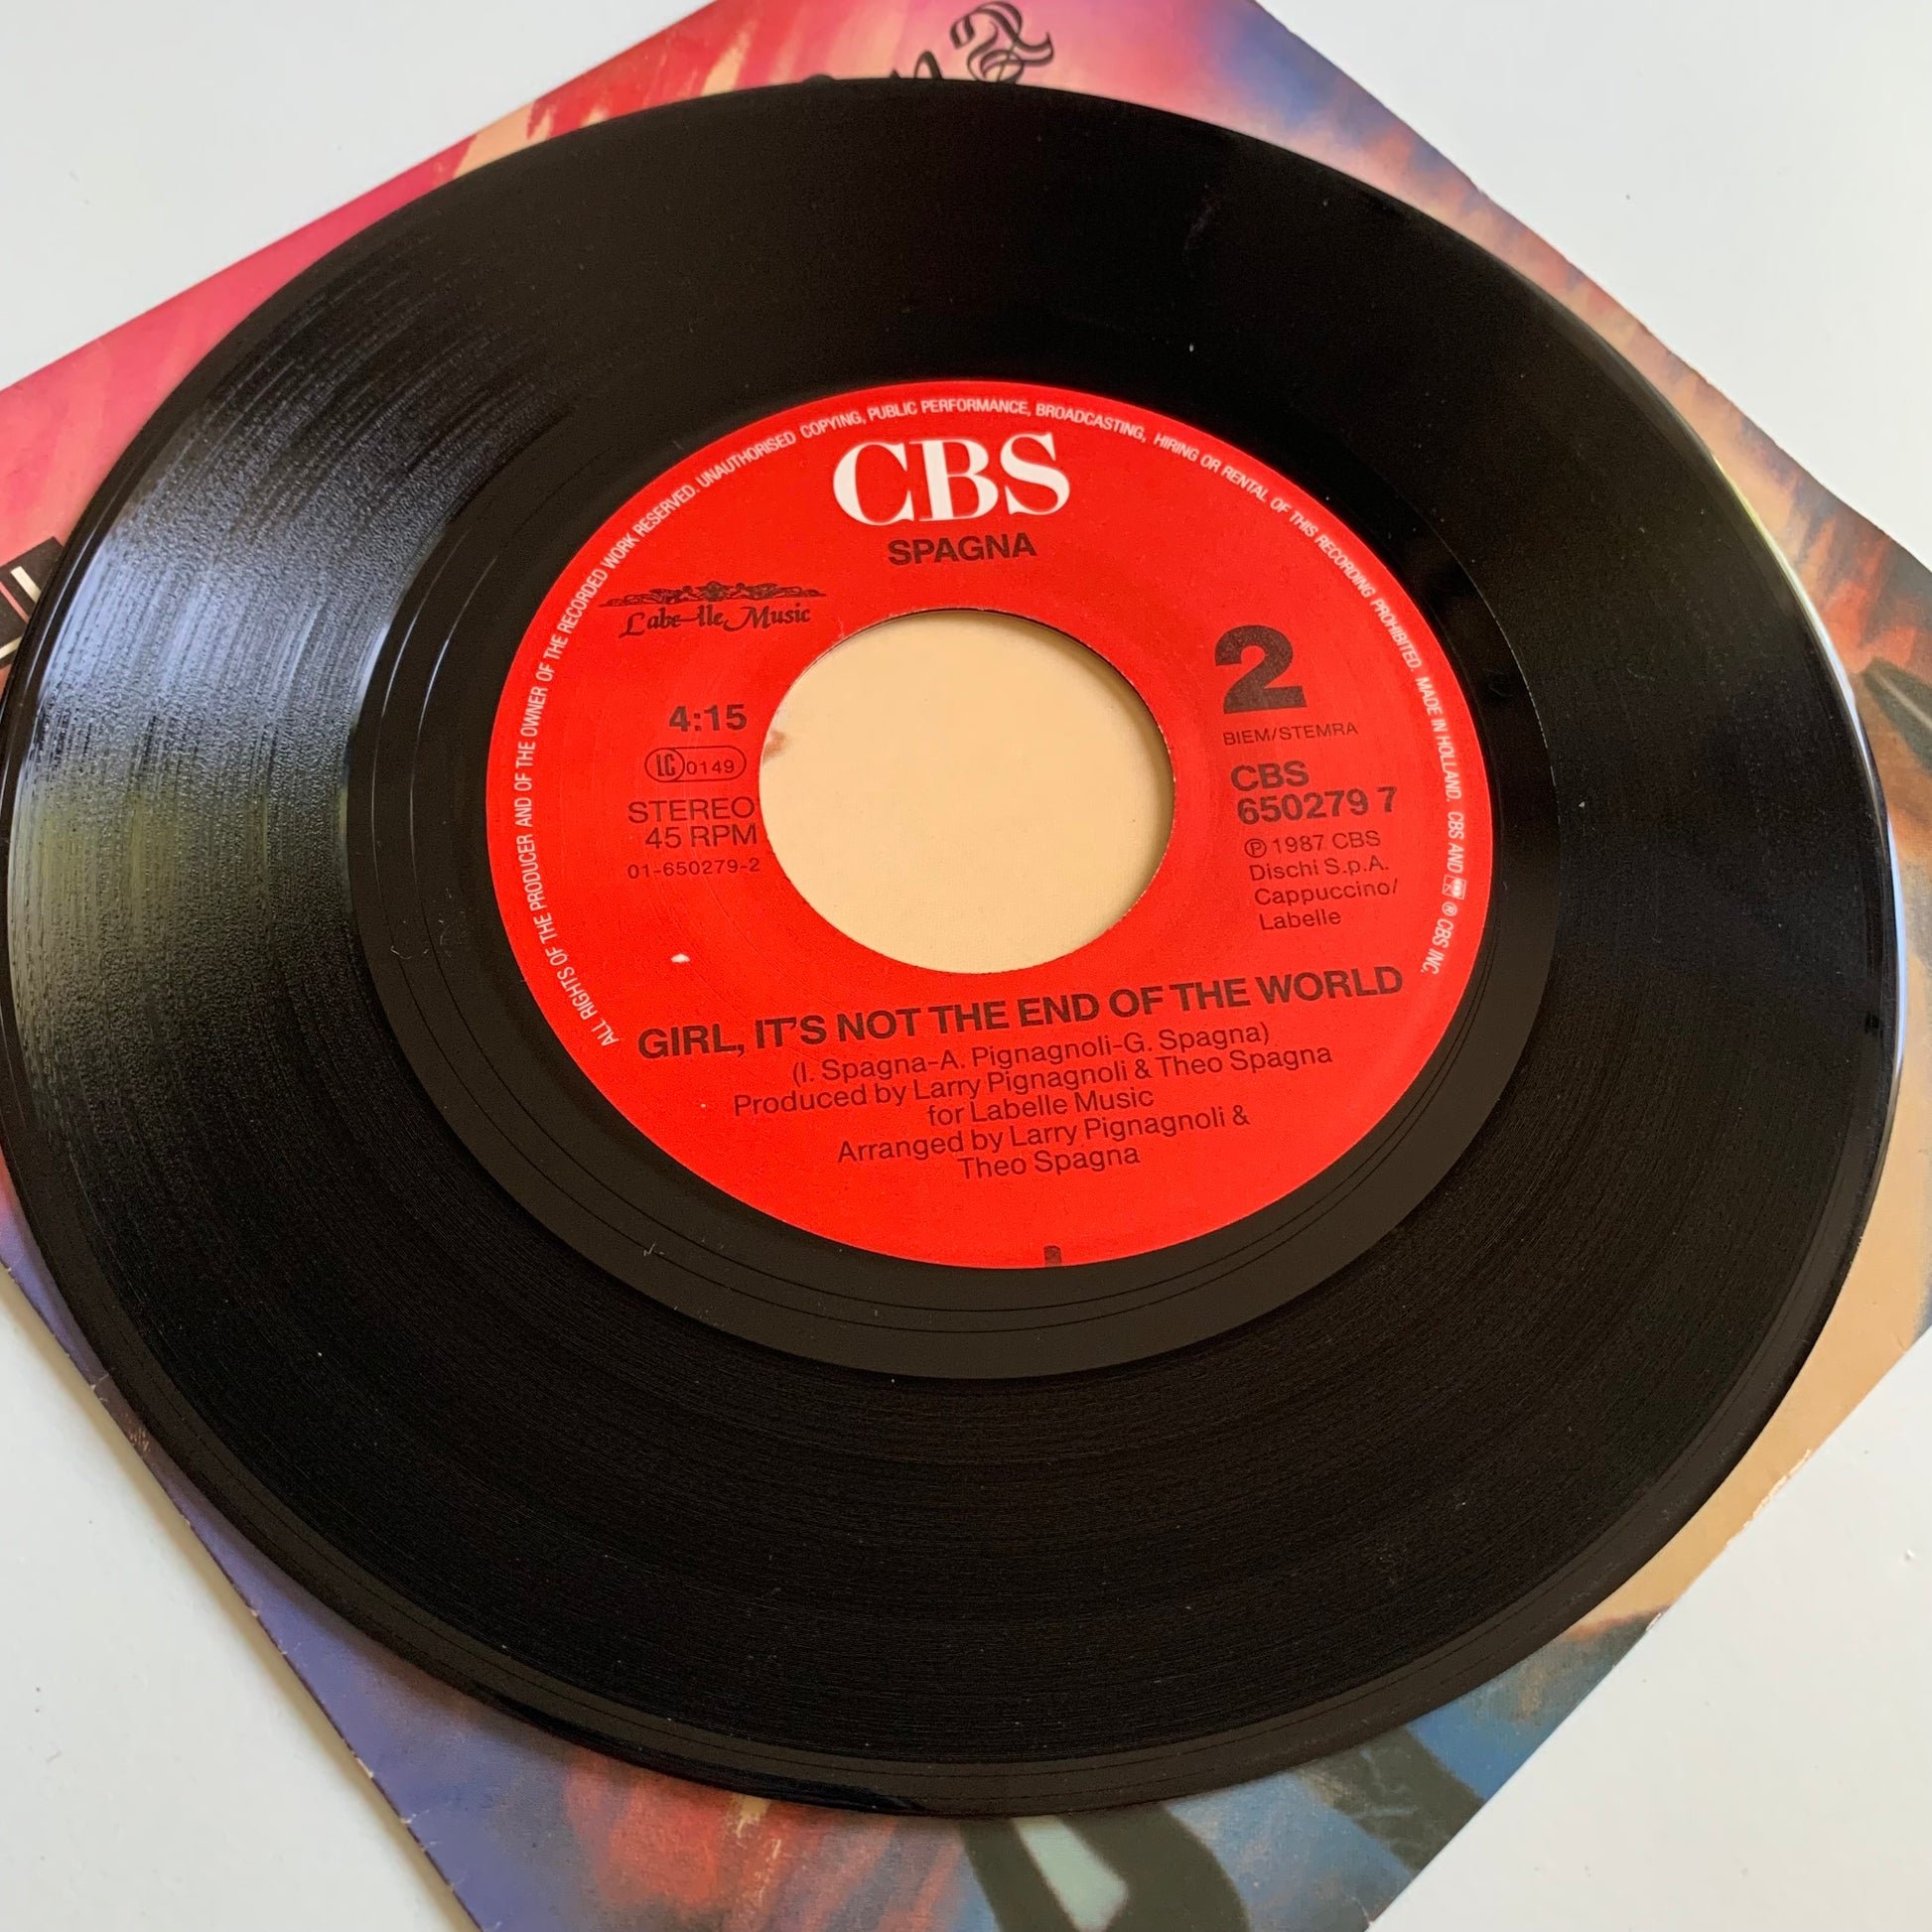 ALL RIGHTS OF THE PRODUCER AND OF THE OWNER OF THE RECORDED WORK RESERVED. UNAUTHORISED COPYING, PUBLIC PERFORMANCE, BROADCASTING, HIRING OR RENTAL OF THIS RECORDING PROHIBITED. MADE IN HOLLAND. CBS AND ® CBS INC.
CBS
SPAGNA
Labelle Music
2
BIEM/STEMRA
4:15
LC 0149
STEREO
45 RPM
01-650279-2
CBS
650279 7
℗ 1987 CBS
Dischi S.p.A.
Cappuccino/
Labelle
GIRL, IT'S NOT THE END OF THE WORLD
(I. Spagna-A. Pignagnoli-G. Spagna)
Produced by Larry Pignagnoli & Theo Spagna
for Labelle Music
Arranged by Larry Pignagnoli &
Theo Spagna